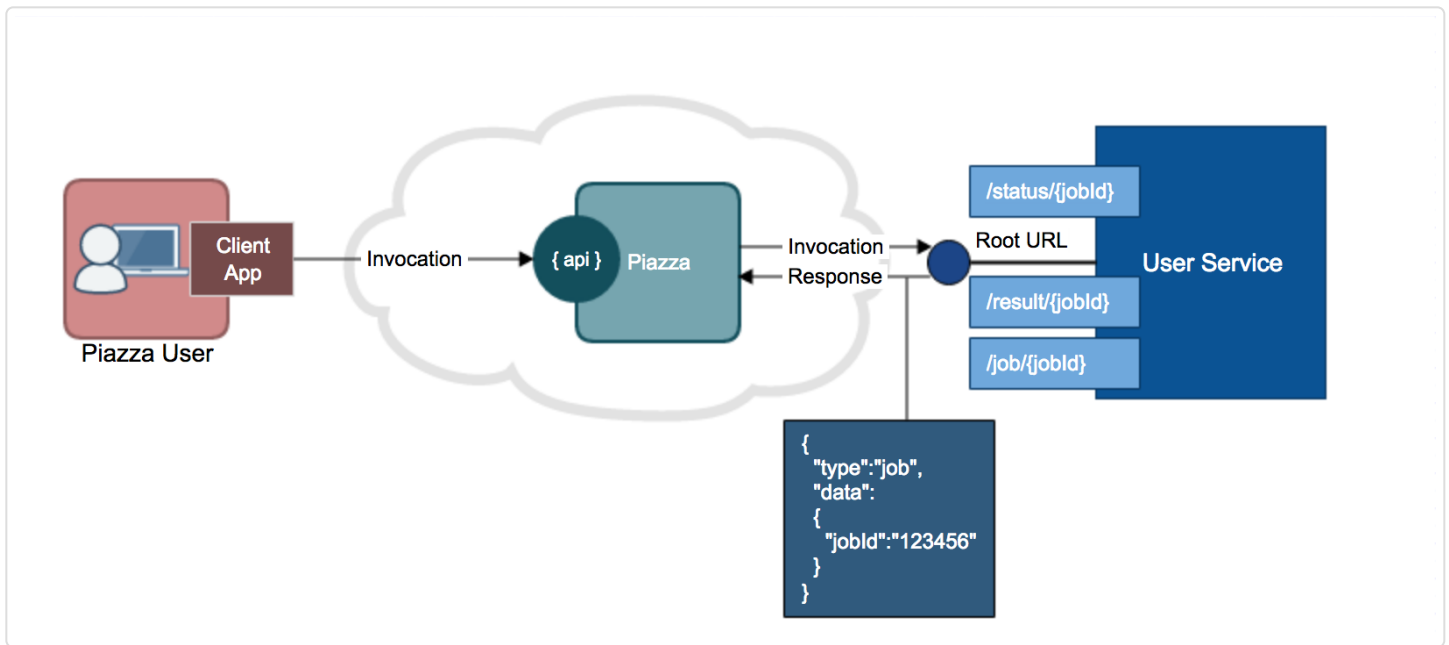 Client
App
Piazza User
Invocation
{ api }
Piazza
Invocation
Response
Root URL
/status/{jobId}
/result/{jobId}
/job/{jobId}
User Service
{
"type":"job",
"data":
{
"jobId":"123456"
}
}